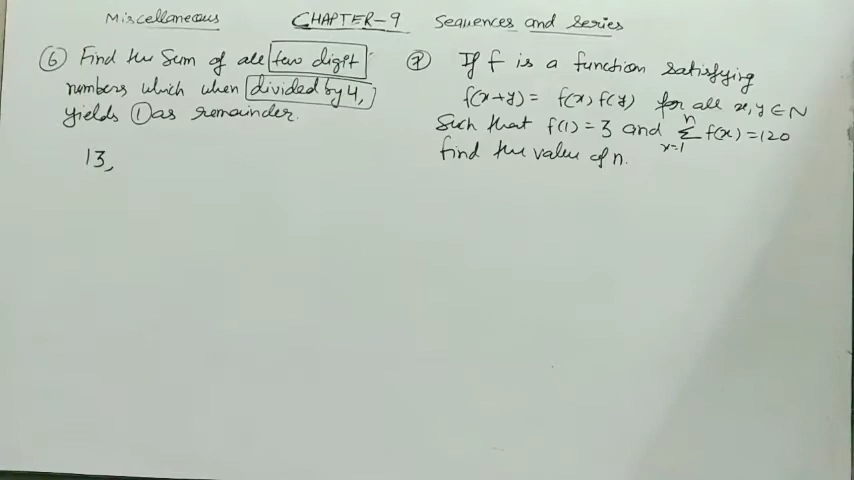 Miscellaneous CHAPTER-9 Sequences and series
⑥ Find the Sum of all two digit
numbers which when divided by 4,
yields ① as remainder.
13,
⑦ If f is a function satisfying
f(x+y) = f(x) f(y) for all x, y ∈ N
Such that f(1) = 3 and n∑x=1 f(x) = 120
find the value of n.